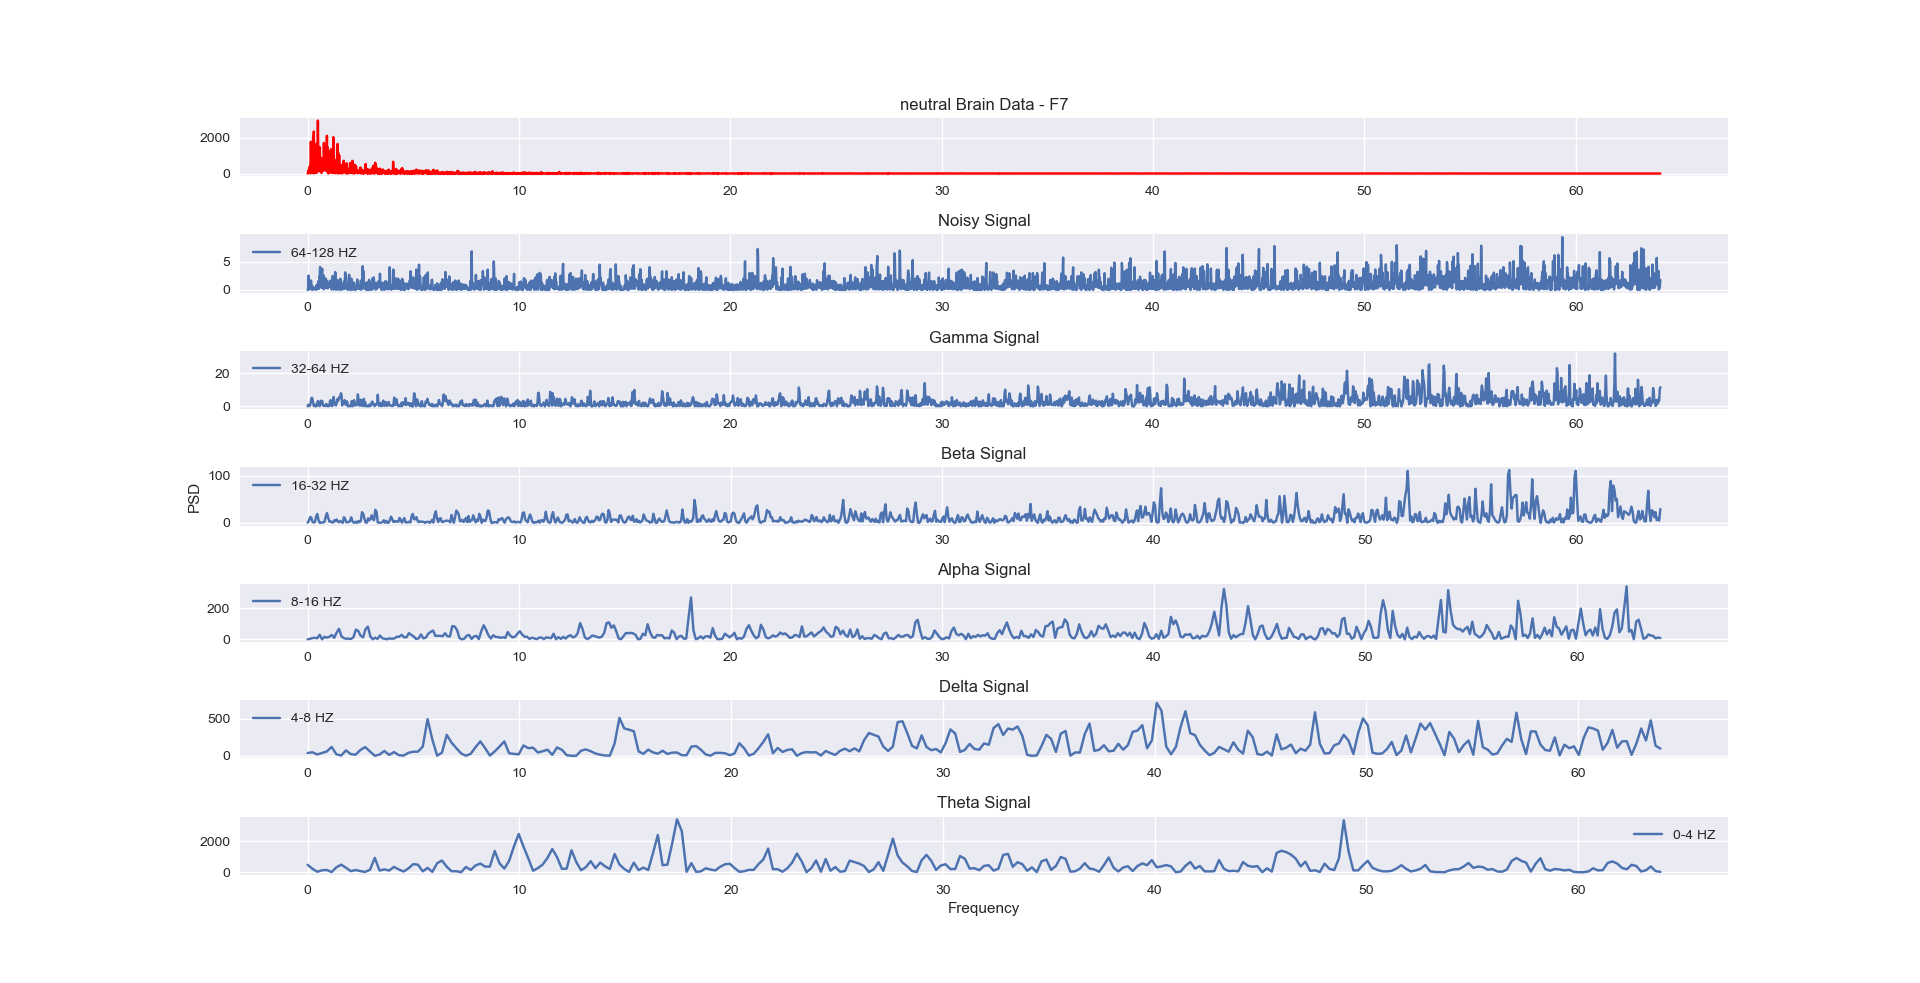 neutral Brain Data - F7
2000
0
0 10 20 30 40 50 60
Noisy Signal
64-128 HZ
5
0
0 10 20 30 40 50 60
Gamma Signal
32-64 HZ
20
0
0 10 20 30 40 50 60
Beta Signal
16-32 HZ
100
0
PSD
0 10 20 30 40 50 60
Alpha Signal
8-16 HZ
200
0
0 10 20 30 40 50 60
Delta Signal
4-8 HZ
500
0
0 10 20 30 40 50 60
Theta Signal
0-4 HZ
2000
0
0 10 20 30 40 50 60
Frequency